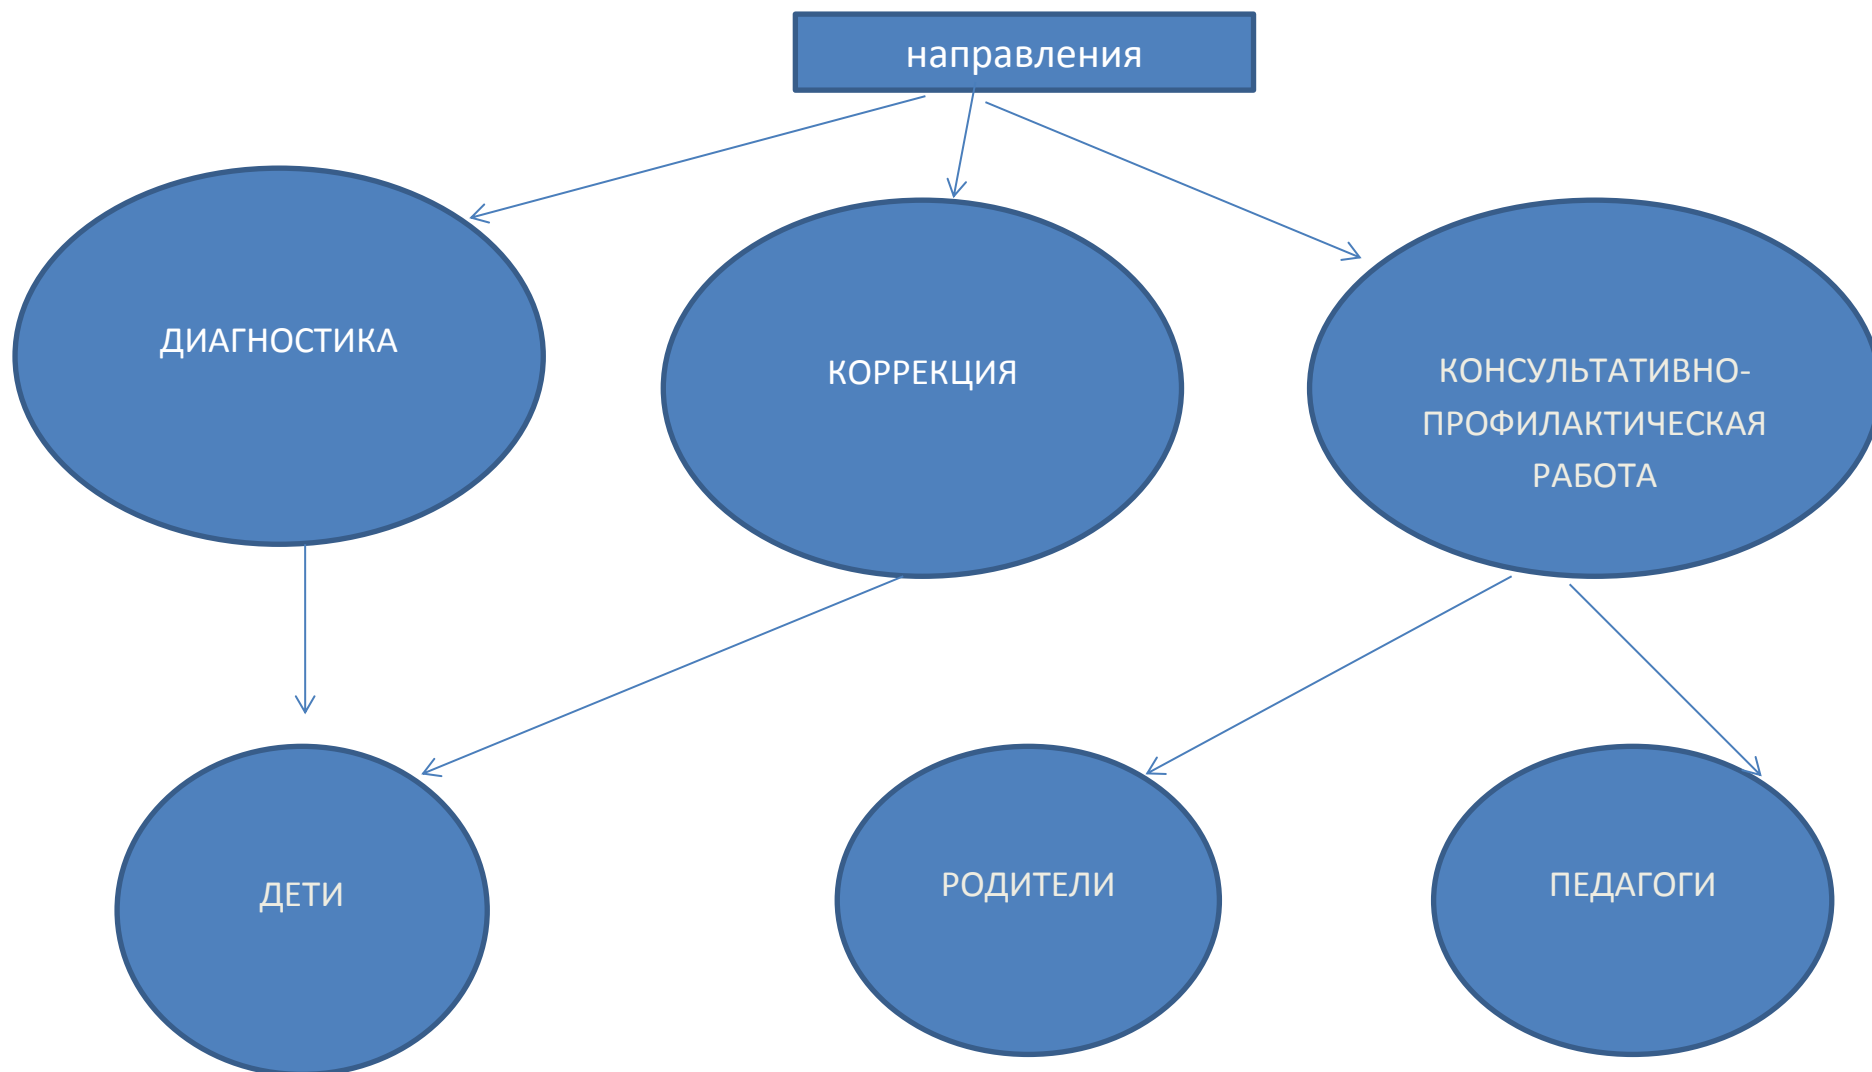 направления
ДИАГНОСТИКА
КОРРЕКЦИЯ
КОНСУЛЬТАТИВНО-
ПРОФИЛАКТИЧЕСКАЯ
РАБОТА
ДЕТИ
РОДИТЕЛИ
ПЕДАГОГИ